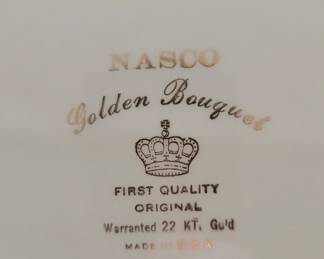 NASCO
Golden Bouquet
FIRST QUALITY
ORIGINAL
Warranted 22 KT. Gold
MADE IN U.S.A.